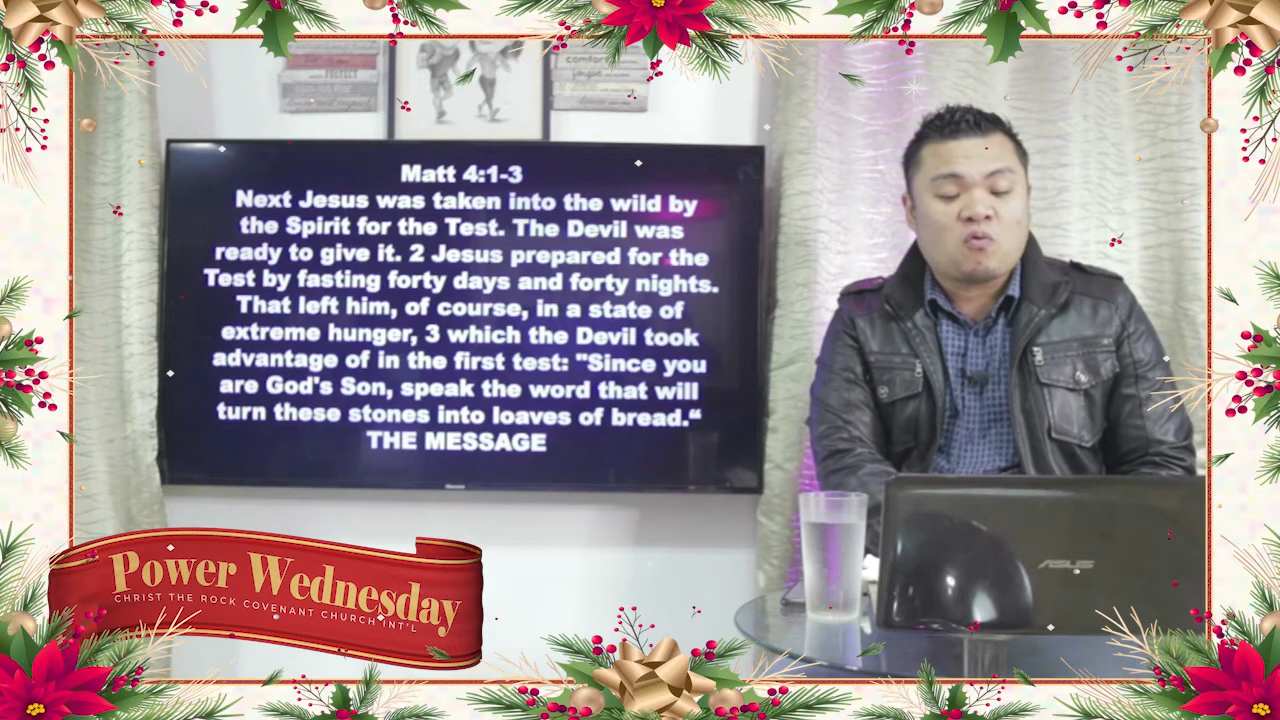 PERFECT
comfort
Matt 4:1-3
Next Jesus was taken into the wild by
the Spirit for the Test. The Devil was
ready to give it. 2 Jesus prepared for the
Test by fasting forty days and forty nights.
That left him, of course, in a state of
extreme hunger, 3 which the Devil took
advantage of in the first test: "Since you
are God's Son, speak the word that will
turn these stones into loaves of bread.“
THE MESSAGE
ASUS
Power Wednesday
CHRIST THE ROCK COVENANT CHURCH INT'L